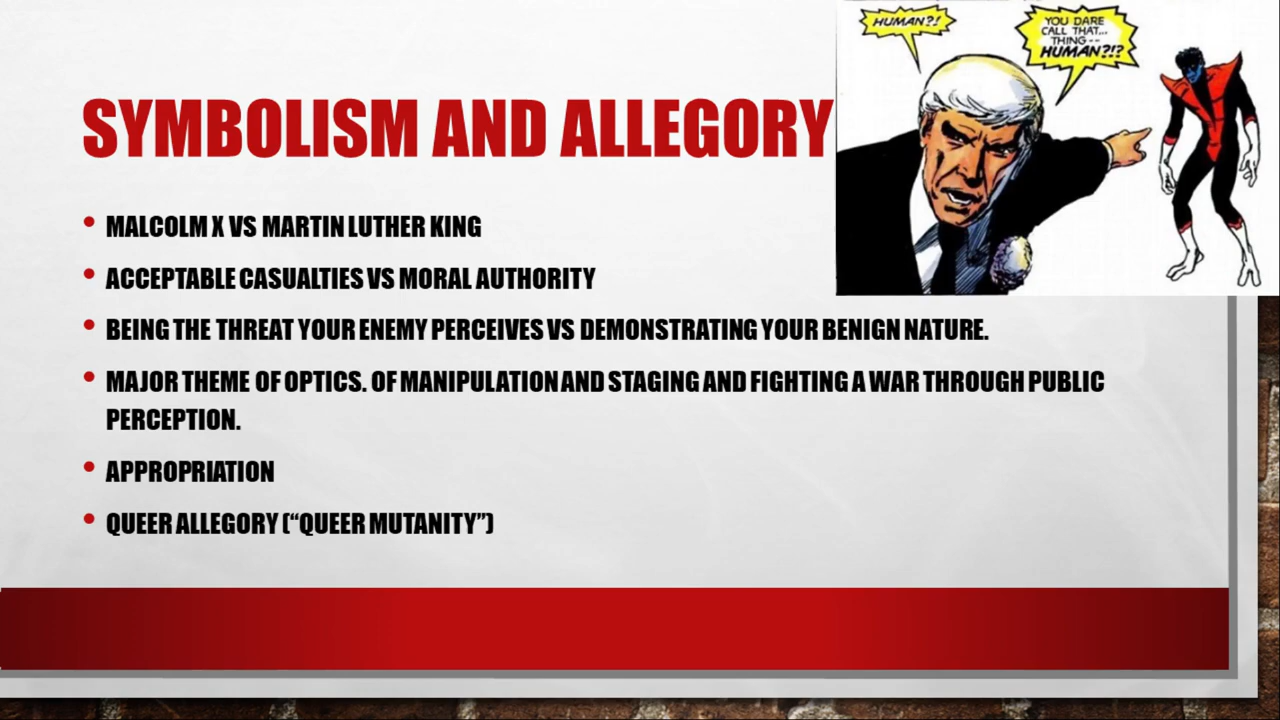 HUMAN?!
YOU DARE
CALL THAT...
THING--
HUMAN?!?
SYMBOLISM AND ALLEGORY
• MALCOLM X VS MARTIN LUTHER KING
• ACCEPTABLE CASUALTIES VS MORAL AUTHORITY
• BEING THE THREAT YOUR ENEMY PERCEIVES VS DEMONSTRATING YOUR BENIGN NATURE.
• MAJOR THEME OF OPTICS. OF MANIPULATION AND STAGING AND FIGHTING A WAR THROUGH PUBLIC
PERCEPTION.
• APPROPRIATION
• QUEER ALLEGORY (“QUEER MUTANITY”)